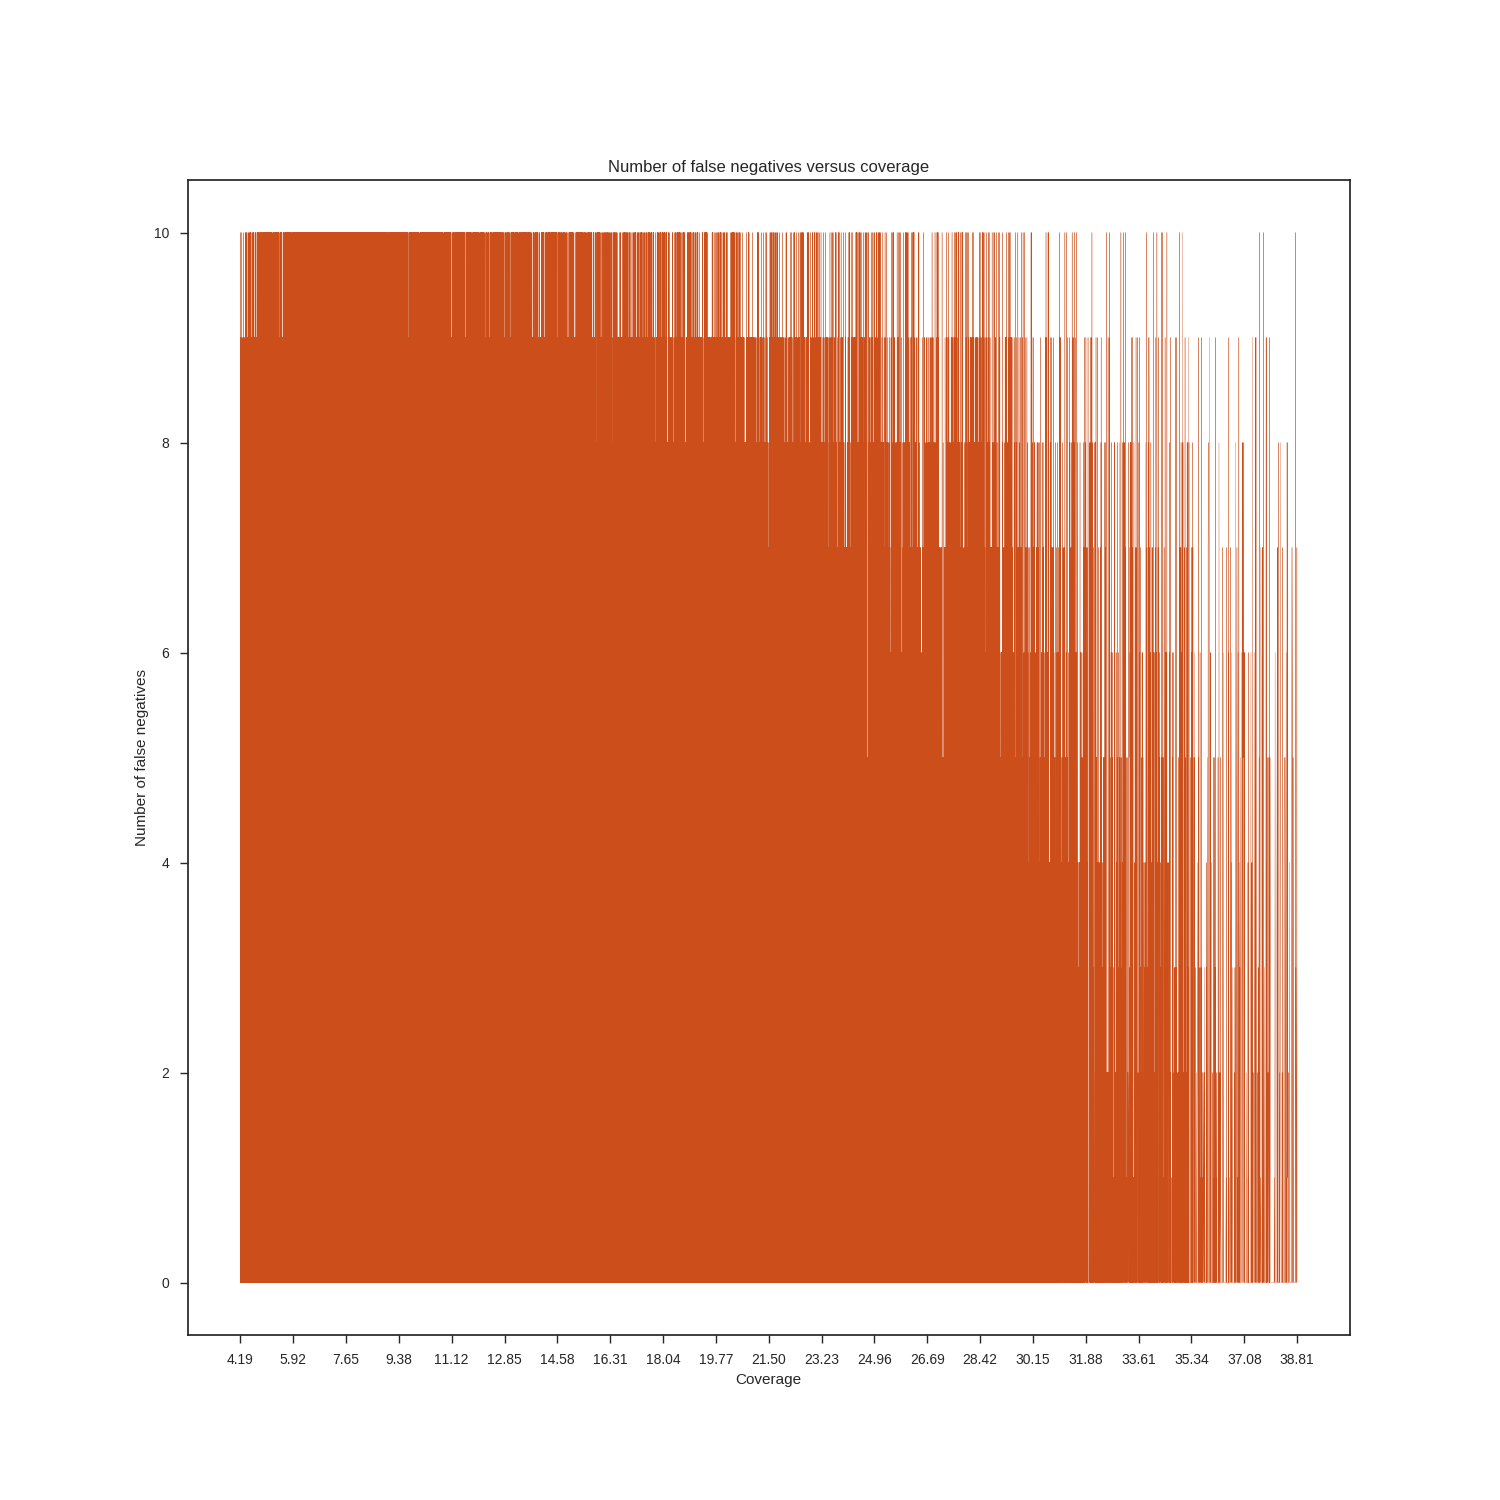 Number of false negatives versus coverage
10
8
6
4
2
0
Number of false negatives
4.19 5.92 7.65 9.38 11.12 12.85 14.58 16.31 18.04 19.77 21.50 23.23 24.96 26.69 28.42 30.15 31.88 33.61 35.34 37.08 38.81
Coverage